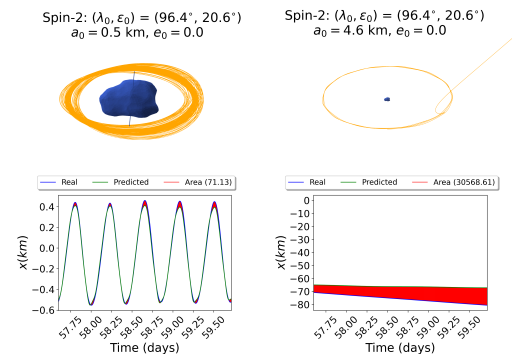 Spin-2: (λ₀, ε₀) = (96.4°, 20.6°)
a₀ = 0.5 km, e₀ = 0.0
Spin-2: (λ₀, ε₀) = (96.4°, 20.6°)
a₀ = 4.6 km, e₀ = 0.0
Real Predicted Area (71.13)
0.4
0.2
0.0
−0.2
−0.4
−0.6
x(km)
57.75 58.00 58.25 58.50 58.75 59.00 59.25 59.50
Time (days)
Real Predicted Area (30568.61)
0
−10
−20
−30
−40
−50
−60
−70
−80
x(km)
57.75 58.00 58.25 58.50 58.75 59.00 59.25 59.50
Time (days)